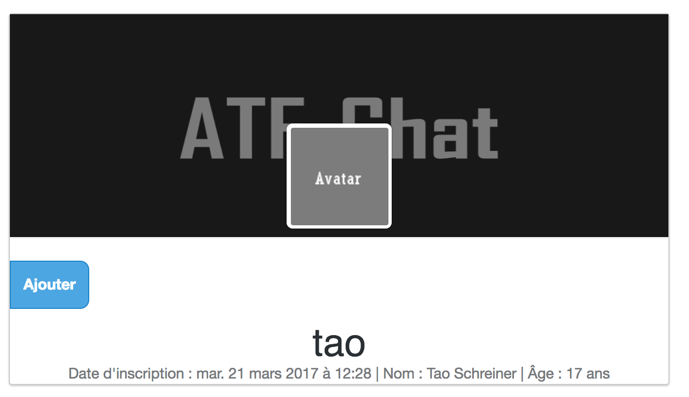 ATF Chat
Avatar
Ajouter
tao
Date d'inscription : mar. 21 mars 2017 à 12:28 | Nom : Tao Schreiner | Âge : 17 ans